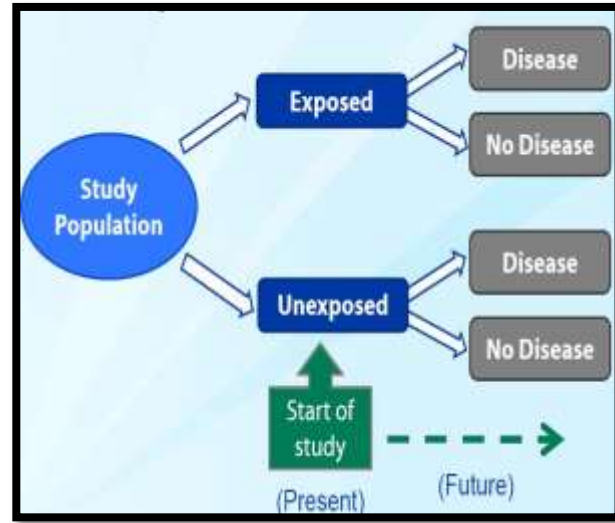 Disease
Exposed
No Disease
Study
Population
Disease
Unexposed
No Disease
Start of
study
(Present)
(Future)